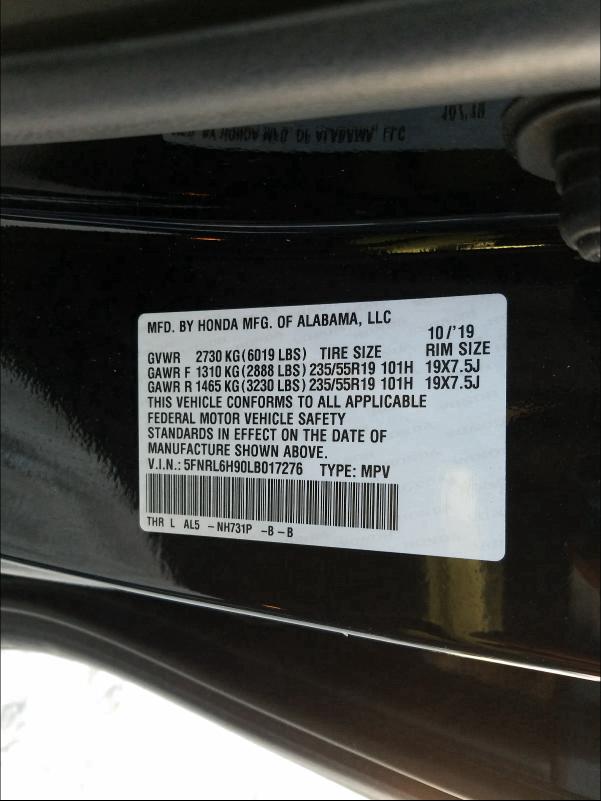 MFD. BY HONDA MFG. OF ALABAMA, LLC
10/'19
GVWR 2730 KG(6019 LBS) TIRE SIZE RIM SIZE
GAWR F 1310 KG(2888 LBS)235/55R19 101H 19X7.5J
GAWR R 1465 KG(3230 LBS)235/55R19 101H 19X7.5J
THIS VEHICLE CONFORMS TO ALL APPLICABLE
FEDERAL MOTOR VEHICLE SAFETY
STANDARDS IN EFFECT ON THE DATE OF
MANUFACTURE SHOWN ABOVE.
V.I.N.: 5FNRL6H90LB017276 TYPE: MPV
THR L AL5 -NH731P -B-B